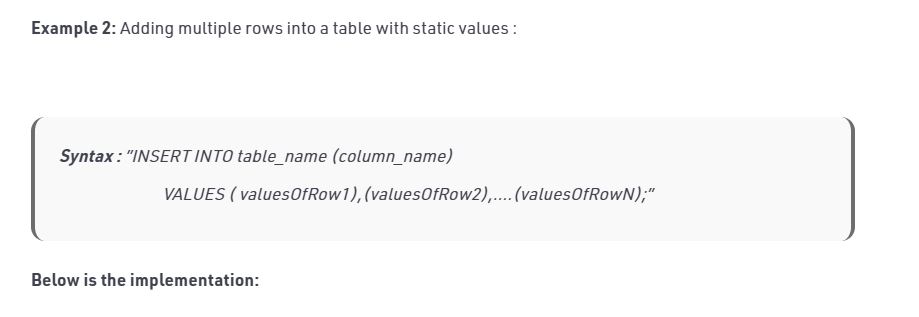 Example 2: Adding multiple rows into a table with static values :
Syntax : "INSERT INTO table_name (column_name)
VALUES ( valuesOfRow1),(valuesOfRow2),....(valuesOfRowN);"
Below is the implementation: